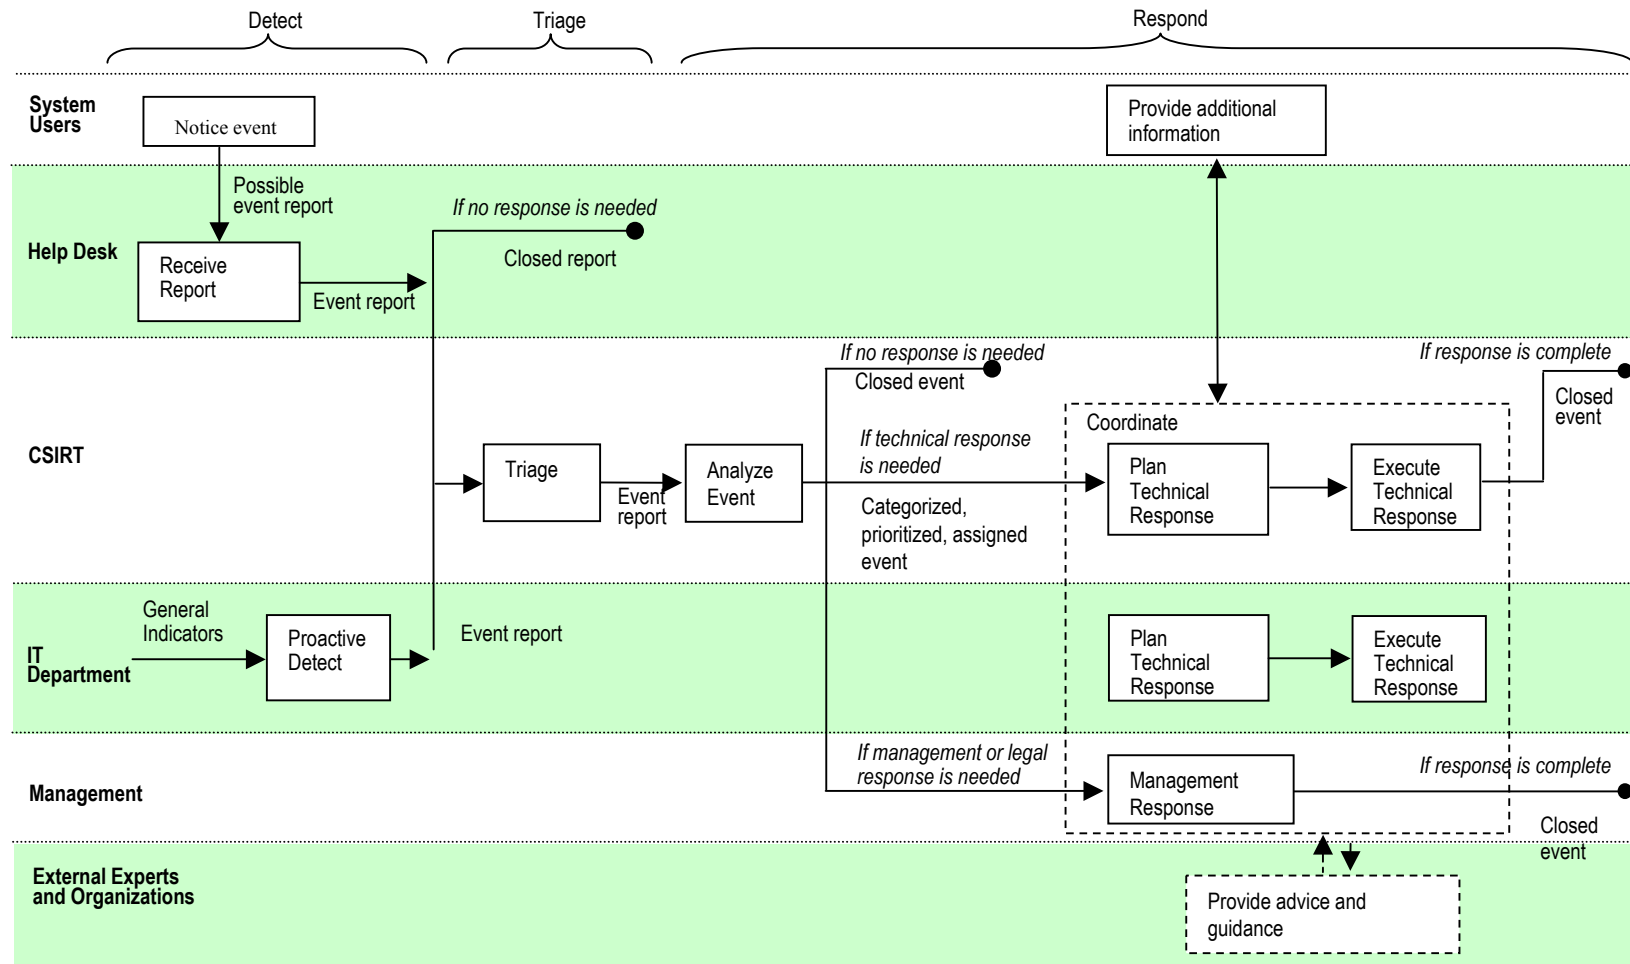 Detect
Triage
Respond
System
Users
Notice event
Provide additional
information
Possible
event report
If no response is needed
Help Desk
Receive
Report
Closed report
Event report
If no response is needed
Closed event
If response is complete
Closed
event
CSIRT
Triage
Event
report
Analyze
Event
If technical response
is needed
Categorized,
prioritized, assigned
event
Coordinate
Plan
Technical
Response
Execute
Technical
Response
IT
Department
General
Indicators
Proactive
Detect
Event report
Plan
Technical
Response
Execute
Technical
Response
Management
If management or legal
response is needed
Management
Response
If response is complete
Closed
event
External Experts
and Organizations
Provide advice and
guidance